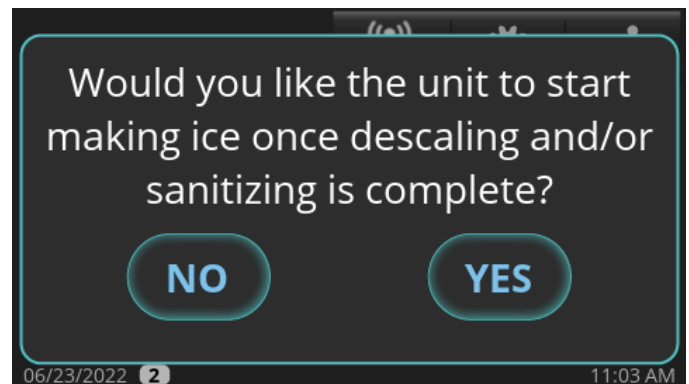 Would you like the unit to start
making ice once descaling and/or
sanitizing is complete?
NO YES
06/23/2022 2 11:03 AM